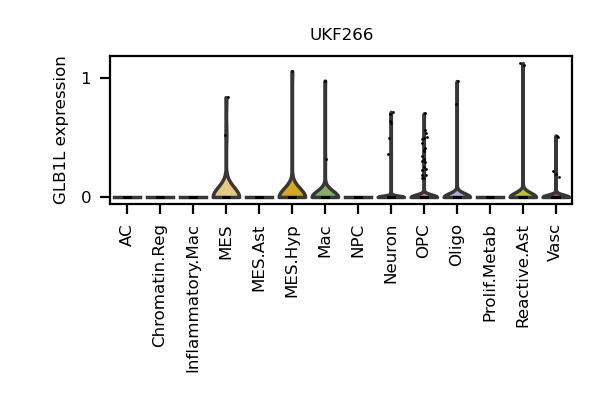 UKF266
GLB1L expression
1
0
AC
Chromatin.Reg
Inflammatory.Mac
MES
MES.Ast
MES.Hyp
Mac
NPC
Neuron
OPC
Oligo
Prolif.Metab
Reactive.Ast
Vasc